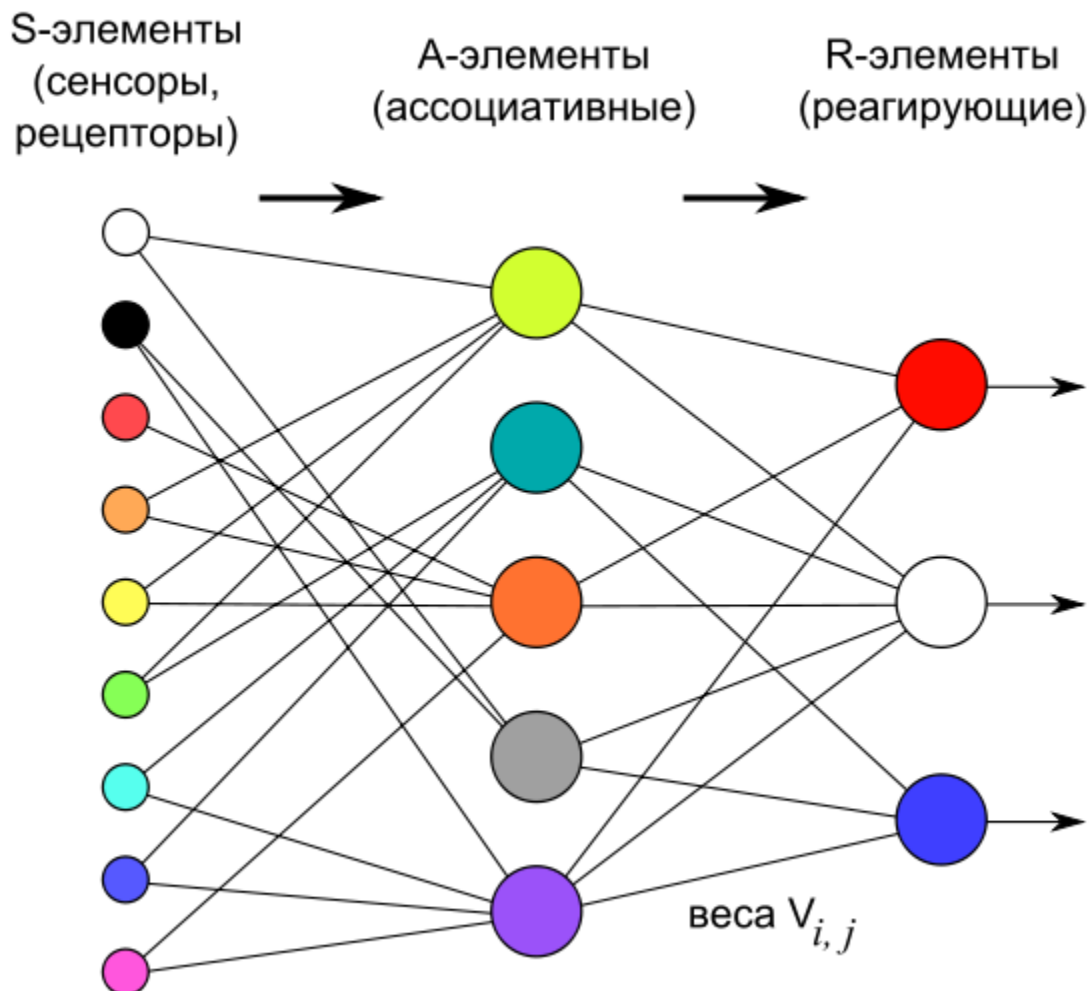 S-элементы
(сенсоры,
рецепторы)
A-элементы
(ассоциативные)
R-элементы
(реагирующие)
веса V i, j